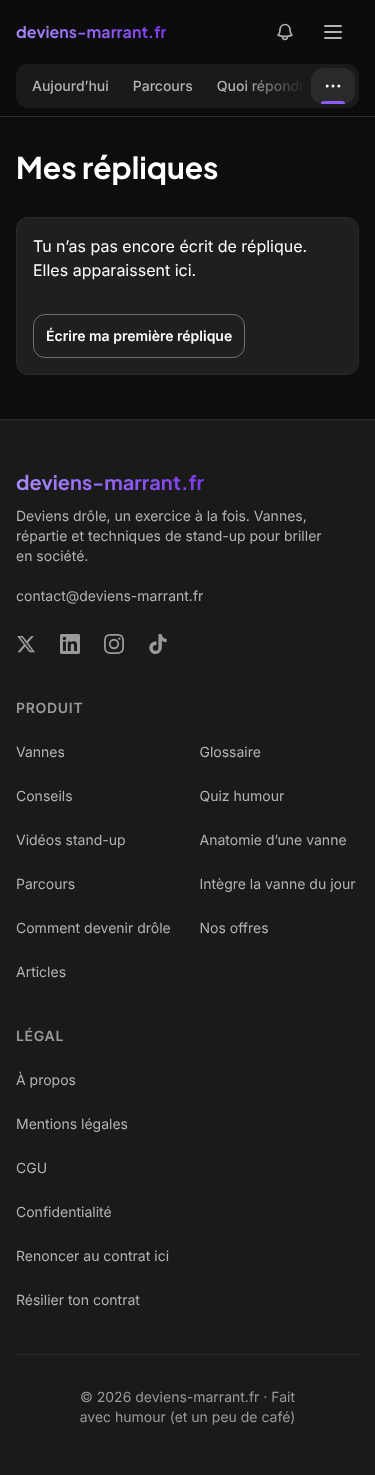 deviens-marrant.fr
Aujourd’hui
Parcours
Quoi répondr
Mes répliques
Tu n’as pas encore écrit de réplique.
Elles apparaissent ici.
Écrire ma première réplique
deviens-marrant.fr
Deviens drôle, un exercice à la fois. Vannes,
répartie et techniques de stand-up pour briller
en société.
contact@deviens-marrant.fr
PRODUIT
Vannes
Glossaire
Conseils
Quiz humour
Vidéos stand-up
Anatomie d’une vanne
Parcours
Intègre la vanne du jour
Comment devenir drôle
Nos offres
Articles
LÉGAL
À propos
Mentions légales
CGU
Confidentialité
Renoncer au contrat ici
Résilier ton contrat
© 2026 deviens-marrant.fr · Fait
avec humour (et un peu de café)